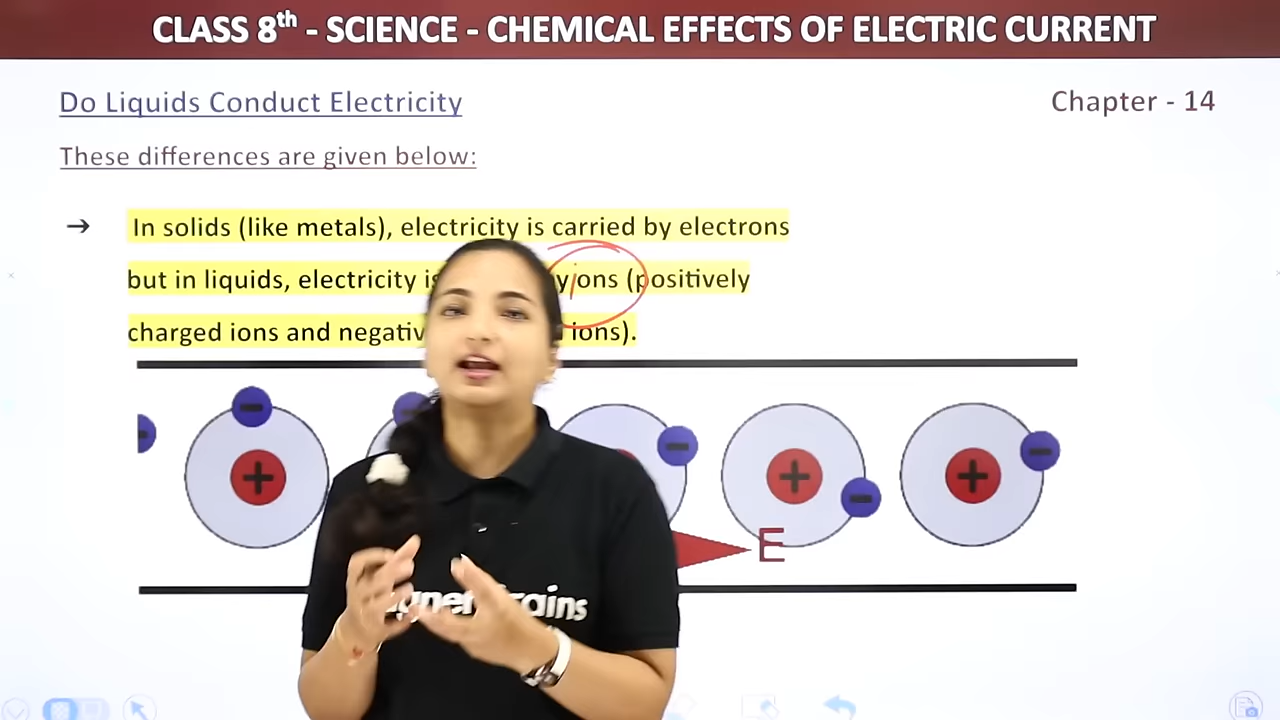 CLASS 8th - SCIENCE - CHEMICAL EFFECTS OF ELECTRIC CURRENT
Do Liquids Conduct Electricity
Chapter - 14
These differences are given below:
→ In solids (like metals), electricity is carried by electrons
but in liquids, electricity is ions (positively
charged ions and ions).
E